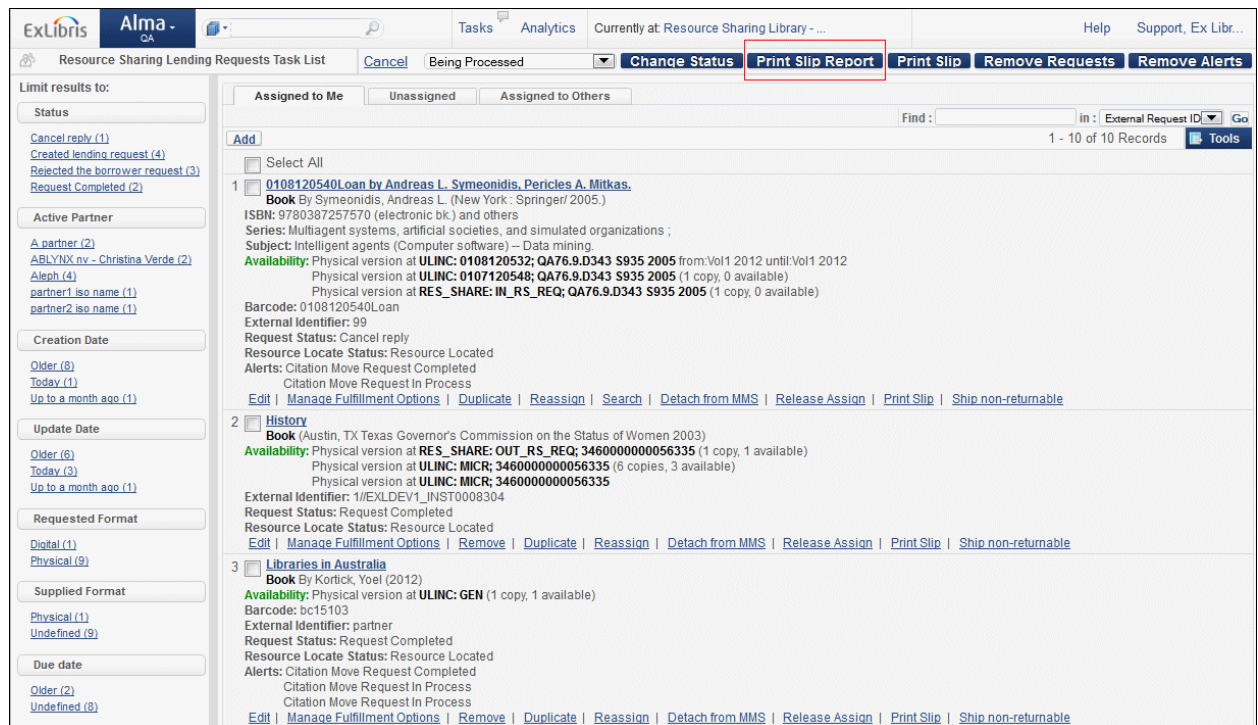 ExLibris Alma - QA Tasks Analytics Currently at: Resource Sharing Library - ... Help Support, Ex Libr...
Resource Sharing Lending Requests Task List Cancel Being Processed Change Status Print Slip Report Print Slip Remove Requests Remove Alerts
Limit results to:
Status
Cancel reply (1)
Created lending request (4)
Rejected the borrower request (3)
Request Completed (2)
Active Partner
A partner (2)
ABLYNX nv - Christina Verde (2)
Aleph (4)
partner1 iso name (1)
partner2 iso name (1)
Creation Date
Older (8)
Today (1)
Up to a month ago (1)
Update Date
Older (6)
Today (3)
Up to a month ago (1)
Requested Format
Digital (1)
Physical (9)
Supplied Format
Physical (1)
Undefined (9)
Due date
Older (2)
Undefined (8)
Assigned to Me Unassigned Assigned to Others
Find : in : External Request ID Go
Add 1 - 10 of 10 Records Tools
Select All
1 0108120540Loan by Andreas L. Symeonidis, Pericles A. Mitkas.
Book By Symeonidis, Andreas L. (New York : Springer/ 2005.)
ISBN: 9780387257570 (electronic bk.) and others
Series: Multiagent systems, artificial societies, and simulated organizations ;
Subject: Intelligent agents (Computer software) -- Data mining.
Availability: Physical version at ULINC: 0108120532; QA76.9.D343 S935 2005 from:Vol1 2012 until:Vol1 2012
Physical version at ULINC: 0107120548; QA76.9.D343 S935 2005 (1 copy, 0 available)
Physical version at RES_SHARE: IN_RS_REQ; QA76.9.D343 S935 2005 (1 copy, 0 available)
Barcode: 0108120540Loan
External Identifier: 99
Request Status: Cancel reply
Resource Locate Status: Resource Located
Alerts: Citation Move Request Completed
Citation Move Request In Process
Edit | Manage Fulfillment Options | Duplicate | Reassign | Search | Detach from MMS | Release Assign | Print Slip | Ship non-returnable
2 History
Book (Austin, TX Texas Governor's Commission on the Status of Women 2003)
Availability: Physical version at RES_SHARE: OUT_RS_REQ; 3460000000056335 (1 copy, 1 available)
Physical version at ULINC: MICR; 3460000000056335 (6 copies, 3 available)
Physical version at ULINC: MICR; 3460000000056335
External Identifier: 1//EXLDEV1_INST0008304
Request Status: Request Completed
Resource Locate Status: Resource Located
Edit | Manage Fulfillment Options | Remove | Duplicate | Reassign | Detach from MMS | Release Assign | Print Slip | Ship non-returnable
3 Libraries in Australia
Book By Kortick, Yoel (2012)
Availability: Physical version at ULINC: GEN (1 copy, 1 available)
Barcode: bc15103
External Identifier: partner
Request Status: Request Completed
Resource Locate Status: Resource Located
Alerts: Citation Move Request Completed
Citation Move Request In Process
Citation Move Request In Process
Edit | Manage Fulfillment Options | Remove | Duplicate | Reassign | Detach from MMS | Release Assign | Print Slip | Ship non-returnable